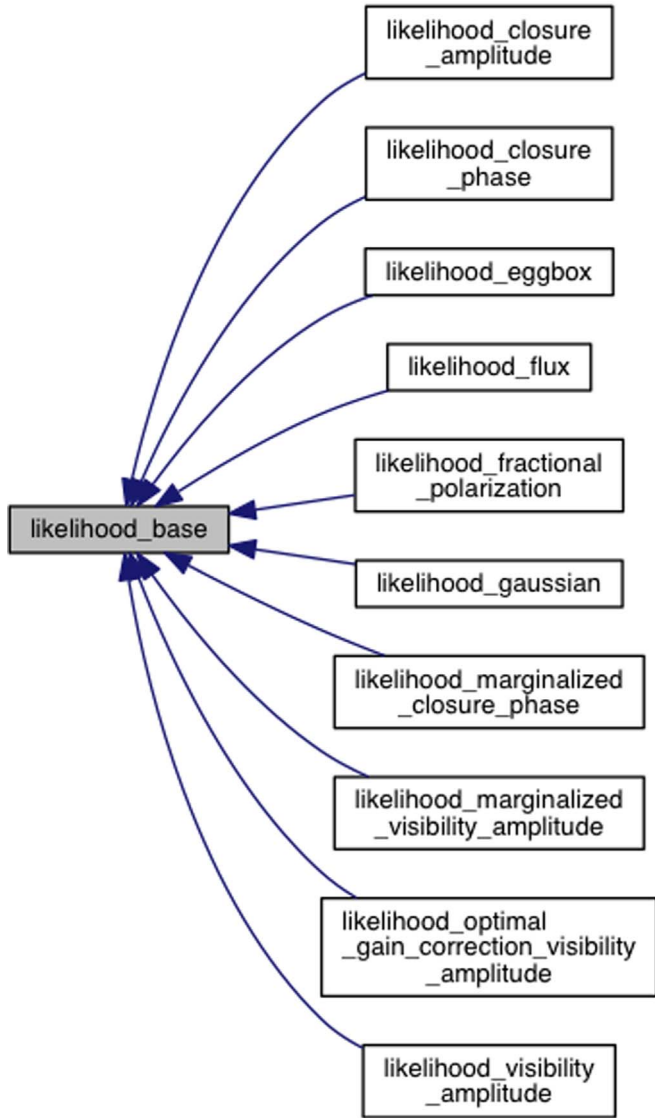 likelihood_closure
_amplitude
likelihood_closure
_phase
likelihood_eggbox
likelihood_flux
likelihood_fractional
_polarization
likelihood_base
likelihood_gaussian
likelihood_marginalized
_closure_phase
likelihood_marginalized
_visibility_amplitude
likelihood_optimal
_gain_correction_visibility
_amplitude
likelihood_visibility
_amplitude